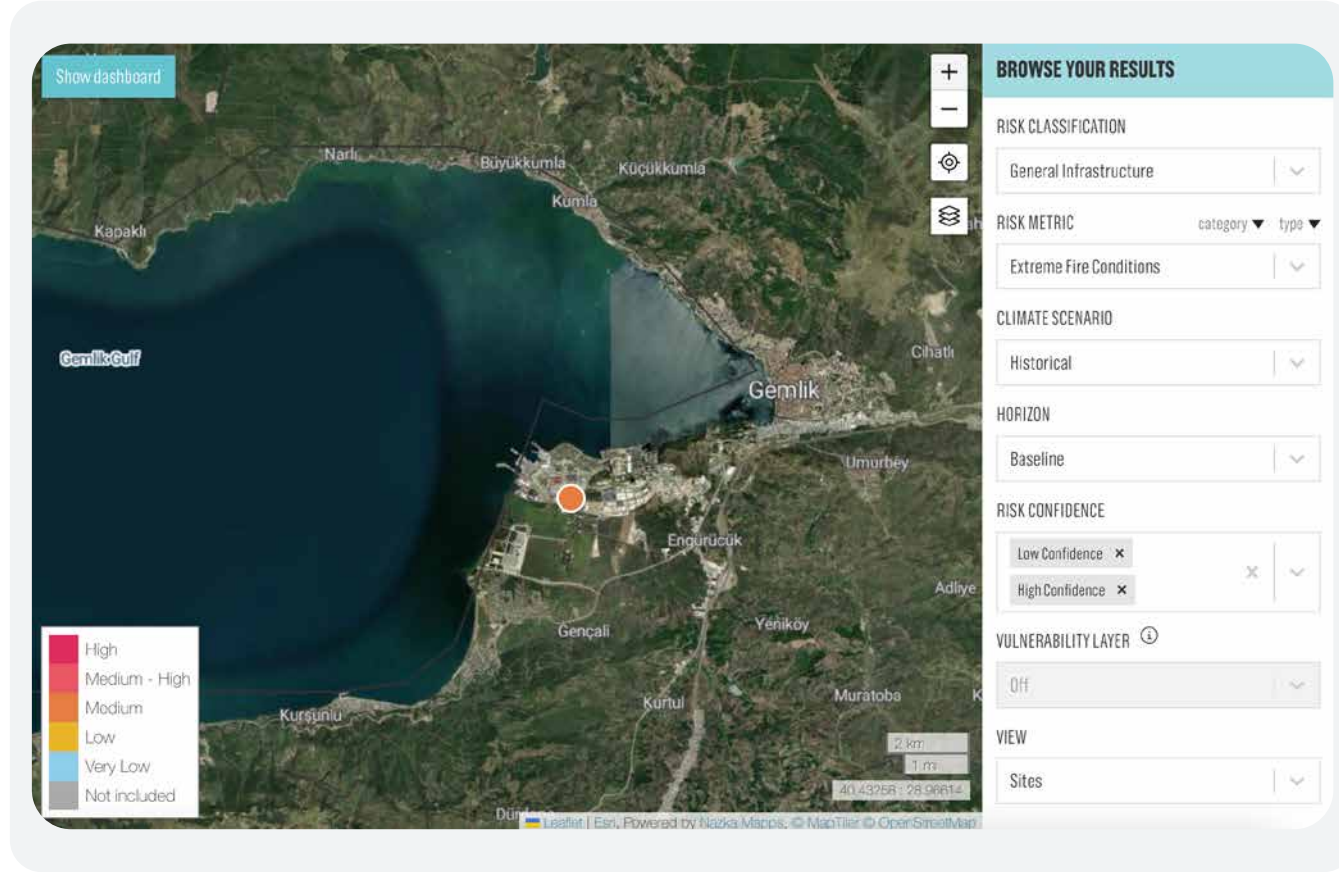 Show dashboard
Narlı
Büyükkumla
Küçükkumla
Kumla
Kapaklı
Gemlik Gulf
Cihatlı
Gemlik
Umurbey
Engürücük
Adliye
Gençali
Yeniköy
Kurşunlu
Kurtul
Muratoba
K
+
−
High
Medium - High
Medium
Low
Very Low
Not included
2 km
1 mi
40.43258 : 28.96614
Leaflet | Esri, Powered by Nazka Mapps, © MapTiler © OpenStreetMap
BROWSE YOUR RESULTS
RISK CLASSIFICATION
General Infrastructure
RISK METRIC category ▼ type ▼
Extreme Fire Conditions
CLIMATE SCENARIO
Historical
HORIZON
Baseline
RISK CONFIDENCE
Low Confidence ×
High Confidence ×
VULNERABILITY LAYER
Off
VIEW
Sites